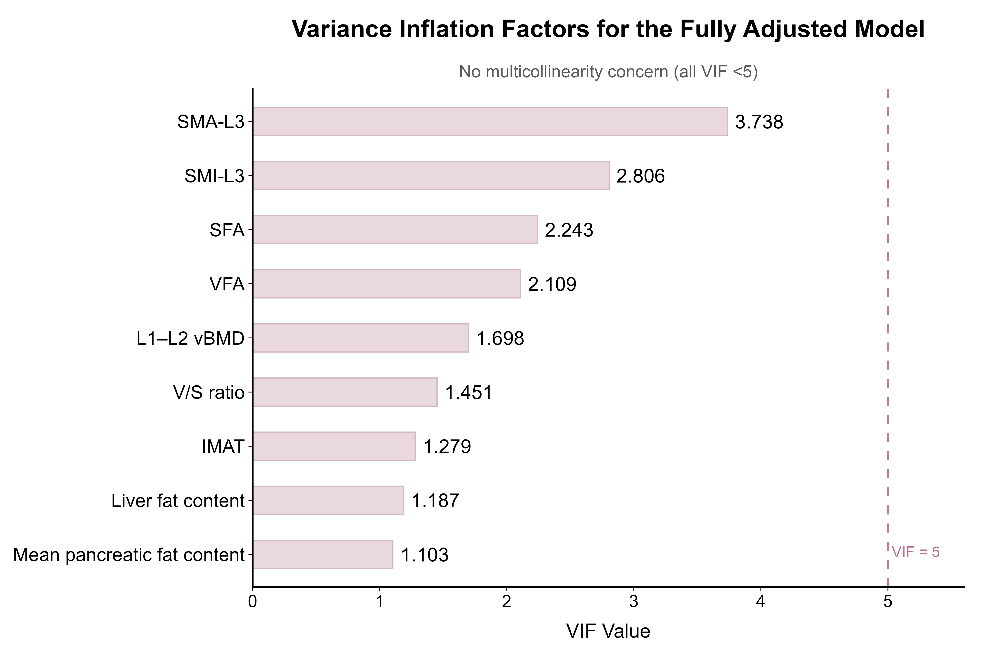 Variance Inflation Factors for the Fully Adjusted Model
No multicollinearity concern (all VIF <5)
SMA-L3 3.738
SMI-L3 2.806
SFA 2.243
VFA 2.109
L1–L2 vBMD 1.698
V/S ratio 1.451
IMAT 1.279
Liver fat content 1.187
Mean pancreatic fat content 1.103
VIF = 5
0 1 2 3 4 5
VIF Value